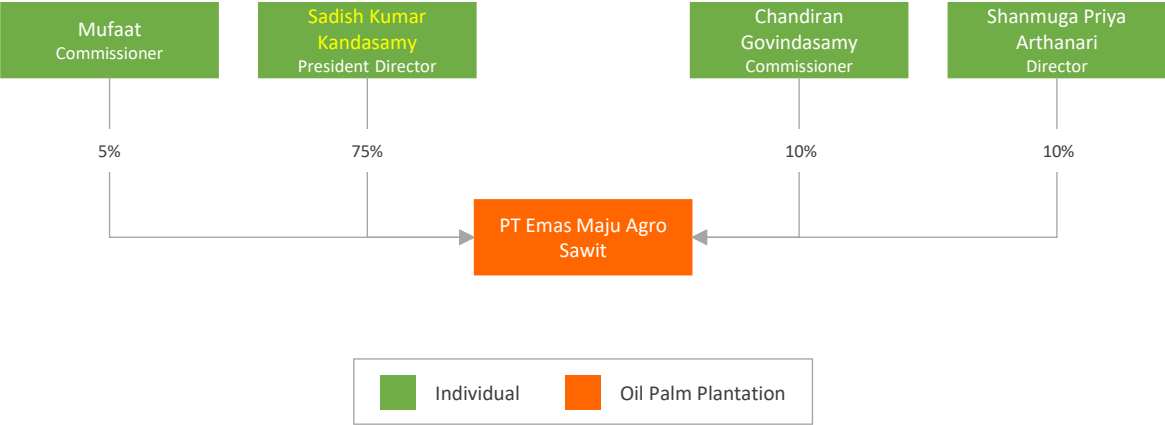 Mufaat
Commissioner
Sadish Kumar
Kandasamy
President Director
Chandiran
Govindasamy
Commissioner
Shanmuga Priya
Arthanari
Director
5%
75%
10%
10%
PT Emas Maju Agro
Sawit
Individual
Oil Palm Plantation